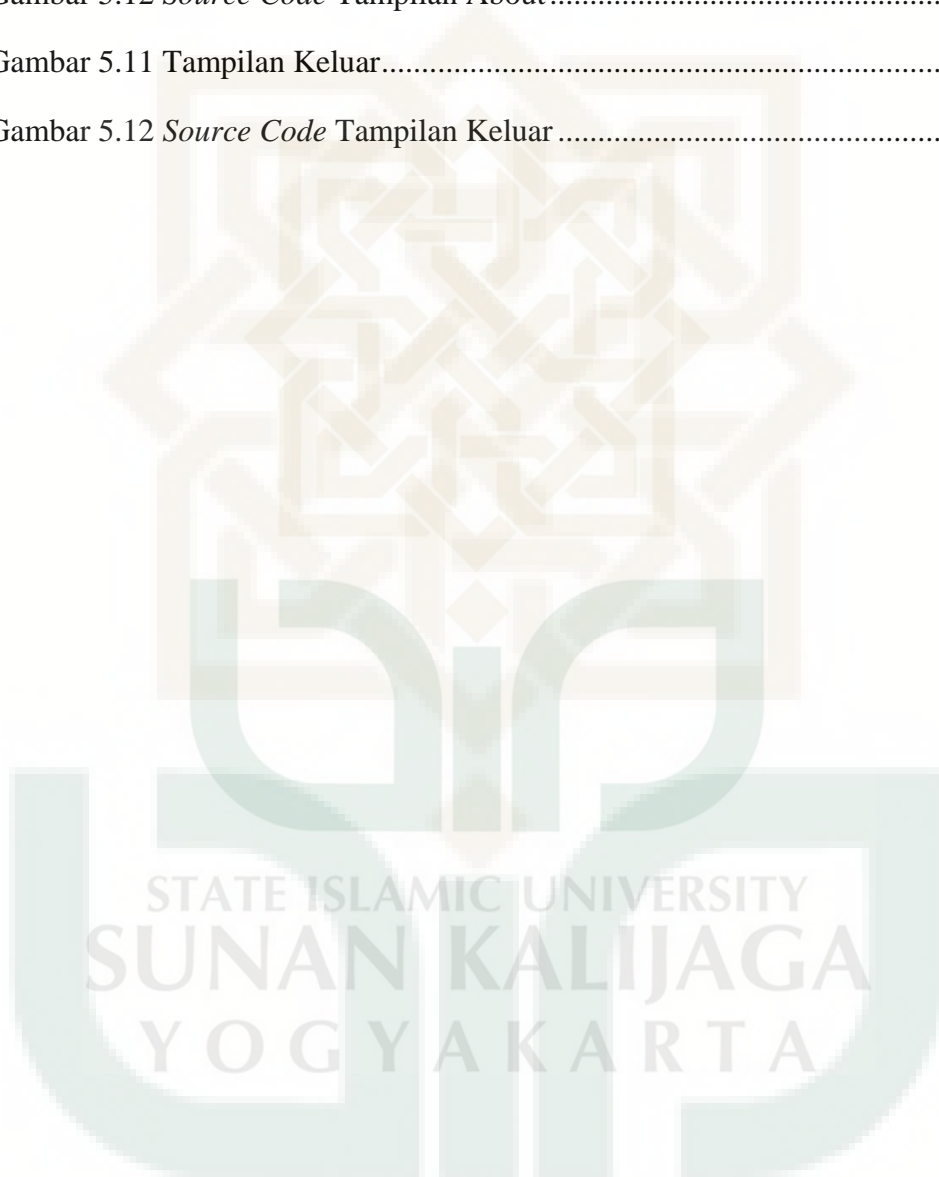 Gambar 5.12 Source Code Tampilan About
Gambar 5.11 Tampilan Keluar
Gambar 5.12 Source Code Tampilan Keluar
STATE ISLAMIC UNIVERSITY
SUNAN KALIJAGA
YOGYAKARTA